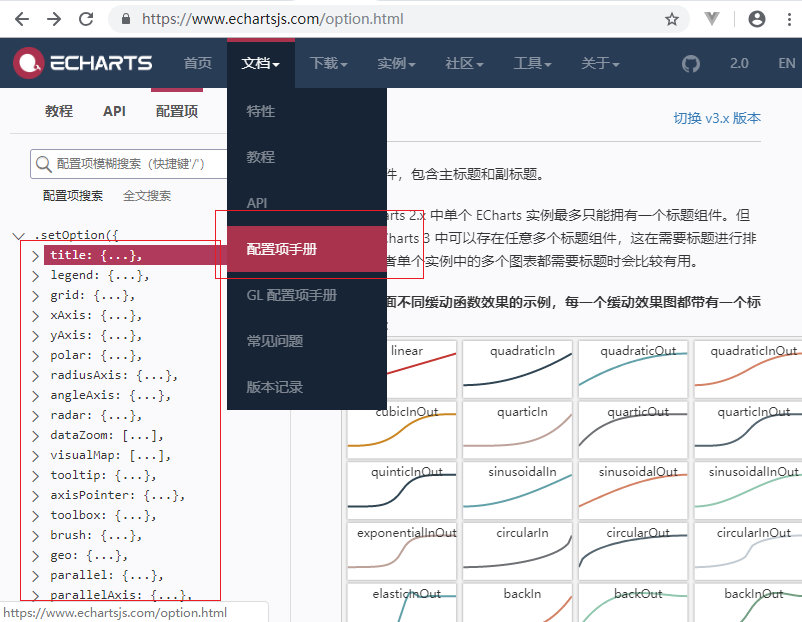 https://www.echartsjs.com/option.html
ECHARTS 首页 文档 下载 实例 社区 工具 关于 2.0 EN
教程 API 配置项
特性
教程
API
配置项手册
GL 配置项手册
常见问题
版本记录
切换 v3.x 版本
配置项模糊搜索（快捷键'/'）
配置项搜索 全文搜索
.setOption({
title: {...},
legend: {...},
grid: {...},
xAxis: {...},
yAxis: {...},
polar: {...},
radiusAxis: {...},
angleAxis: {...},
radar: {...},
dataZoom: [...],
visualMap: [...],
tooltip: {...},
axisPointer: {...},
toolbox: {...},
brush: {...},
geo: {...},
parallel: {...},
parallelAxis: {...},
https://www.echartsjs.com/option.html
件，包含主标题和副标题。
arts 2.x 中单个 ECharts 实例最多只能拥有一个标题组件。但
harts 3 中可以存在任意多个标题组件，这在需要标题进行排
者单个实例中的多个图表都需要标题时会比较有用。
面不同缓动函数效果的示例，每一个缓动效果图都带有一个标
linear quadraticIn quadraticOut quadraticInOut
cubicInOut quarticIn quarticOut quarticInOut
quinticInOut sinusoidalIn sinusoidalOut sinusoidalInOut
exponentialInOut circularIn circularOut circularInOut
elasticInOut backIn backOut backInOut